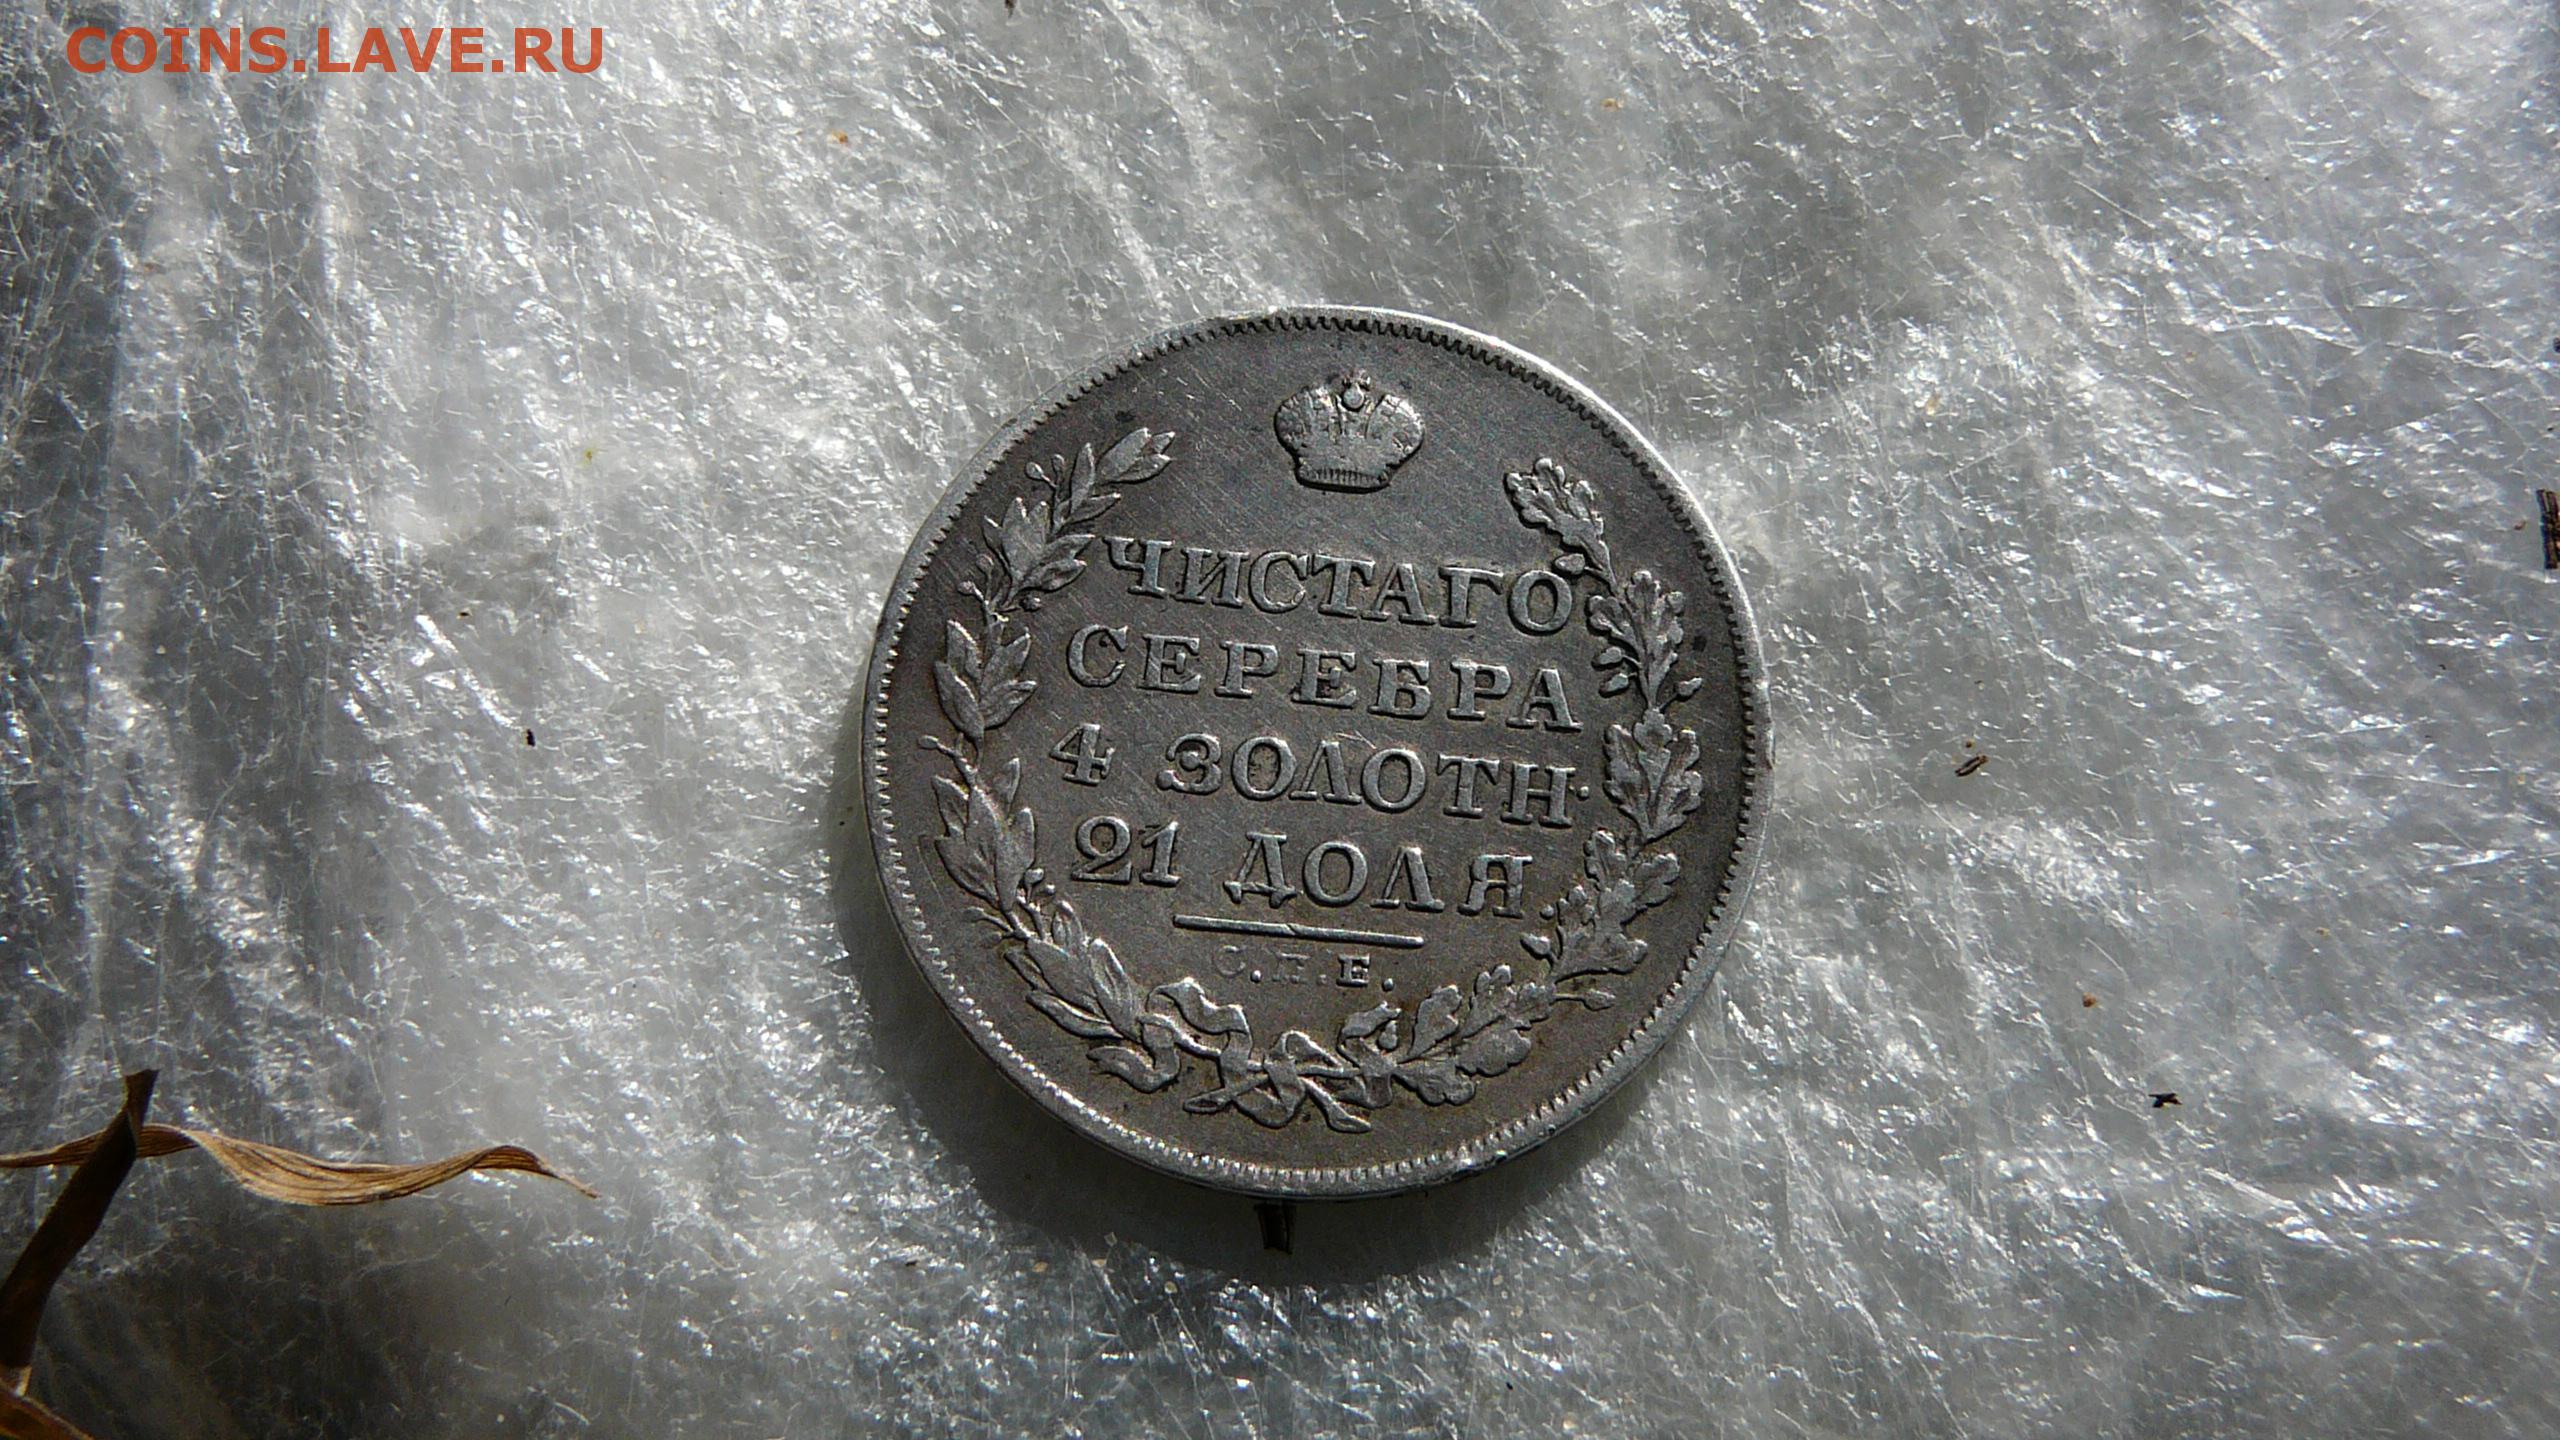 COINS.LAVE.RU
ЧИСТАГО
СЕРЕБРА
4 ЗОЛОТН.
21 ДОЛЯ.
С.П.Б.